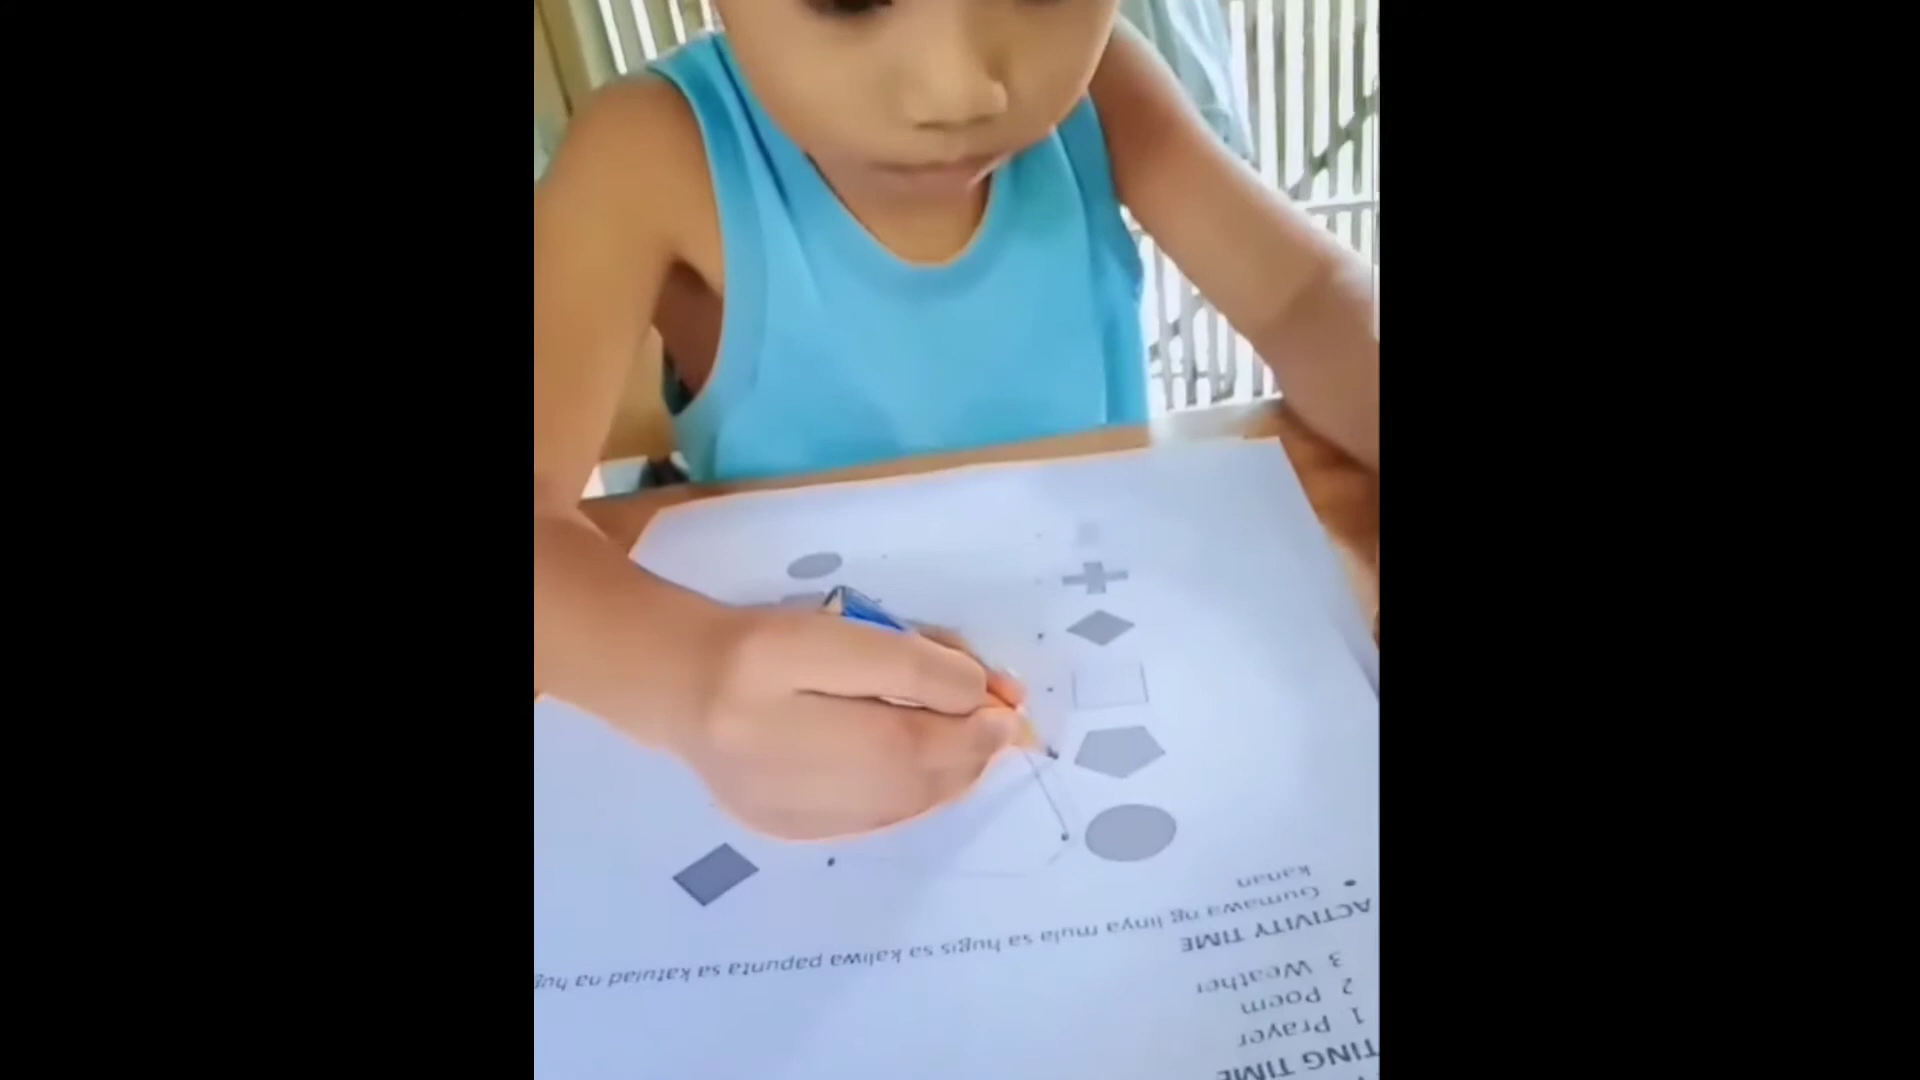 TING TIME
1 Prayer
2 Poem
3 Weather
ACTIVITY TIME
• Gumawa ng linya mula sa hugis sa kaliwa papunta sa katulad na hug
kanan